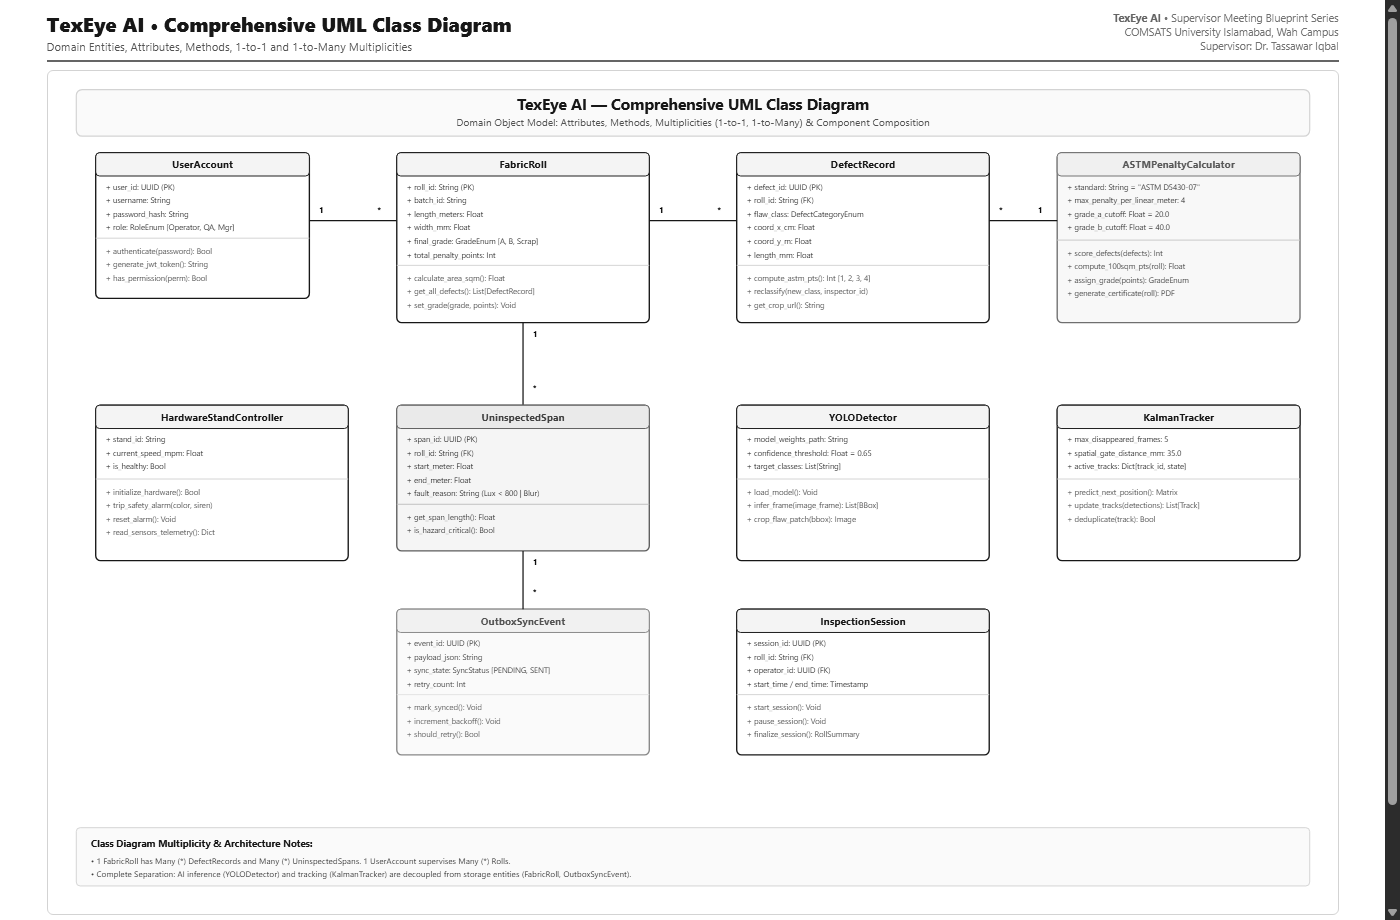 TexEye AI • Comprehensive UML Class Diagram
Domain Entities, Attributes, Methods, 1-to-1 and 1-to-Many Multiplicities
TexEye AI • Supervisor Meeting Blueprint Series
COMSATS University Islamabad, Wah Campus
Supervisor: Dr. Tassawar Iqbal
TexEye AI — Comprehensive UML Class Diagram
Domain Object Model: Attributes, Methods, Multiplicities (1-to-1, 1-to-Many) & Component Composition
UserAccount
+ user_id: UUID (PK)
+ username: String
+ password_hash: String
+ role: RoleEnum [Operator, QA, Mgr]
+ authenticate(password): Bool
+ generate_jwt_token(): String
+ has_permission(perm): Bool
1
*
FabricRoll
+ roll_id: String (PK)
+ batch_id: String
+ length_meters: Float
+ width_mm: Float
+ final_grade: GradeEnum [A, B, Scrap]
+ total_penalty_points: Int
+ calculate_area_sqm(): Float
+ get_all_defects(): List[DefectRecord]
+ set_grade(grade, points): Void
1
*
DefectRecord
+ defect_id: UUID (PK)
+ roll_id: String (FK)
+ flaw_class: DefectCategoryEnum
+ coord_x_cm: Float
+ coord_y_m: Float
+ length_mm: Float
+ compute_astm_pts(): Int [1, 2, 3, 4]
+ reclassify(new_class, inspector_id)
+ get_crop_url(): String
*
1
ASTMPenaltyCalculator
+ standard: String = "ASTM D5430-07"
+ max_penalty_per_linear_meter: 4
+ grade_a_cutoff: Float = 20.0
+ grade_b_cutoff: Float = 40.0
+ score_defects(defects): Int
+ compute_100sqm_pts(roll): Float
+ assign_grade(points): GradeEnum
+ generate_certificate(roll): PDF
1
*
HardwareStandController
+ stand_id: String
+ current_speed_mpm: Float
+ is_healthy: Bool
+ initialize_hardware(): Bool
+ trip_safety_alarm(color, siren)
+ reset_alarm(): Void
+ read_sensors_telemetry(): Dict
UninspectedSpan
+ span_id: UUID (PK)
+ roll_id: String (FK)
+ start_meter: Float
+ end_meter: Float
+ fault_reason: String (Lux < 800 | Blur)
+ get_span_length(): Float
+ is_hazard_critical(): Bool
YOLODetector
+ model_weights_path: String
+ confidence_threshold: Float = 0.65
+ target_classes: List[String]
+ load_model(): Void
+ infer_frame(image_frame): List[BBox]
+ crop_flaw_patch(bbox): Image
KalmanTracker
+ max_disappeared_frames: 5
+ spatial_gate_distance_mm: 35.0
+ active_tracks: Dict[track_id, state]
+ predict_next_position(): Matrix
+ update_tracks(detections): List[Track]
+ deduplicate(track): Bool
1
*
OutboxSyncEvent
+ event_id: UUID (PK)
+ payload_json: String
+ sync_state: SyncStatus [PENDING, SENT]
+ retry_count: Int
+ mark_synced(): Void
+ increment_backoff(): Void
+ should_retry(): Bool
InspectionSession
+ session_id: UUID (PK)
+ roll_id: String (FK)
+ operator_id: UUID (FK)
+ start_time / end_time: Timestamp
+ start_session(): Void
+ pause_session(): Void
+ finalize_session(): RollSummary
Class Diagram Multiplicity & Architecture Notes:
• 1 FabricRoll has Many (*) DefectRecords and Many (*) UninspectedSpans. 1 UserAccount supervises Many (*) Rolls.
• Complete Separation: AI inference (YOLODetector) and tracking (KalmanTracker) are decoupled from storage entities (FabricRoll, OutboxSyncEvent).